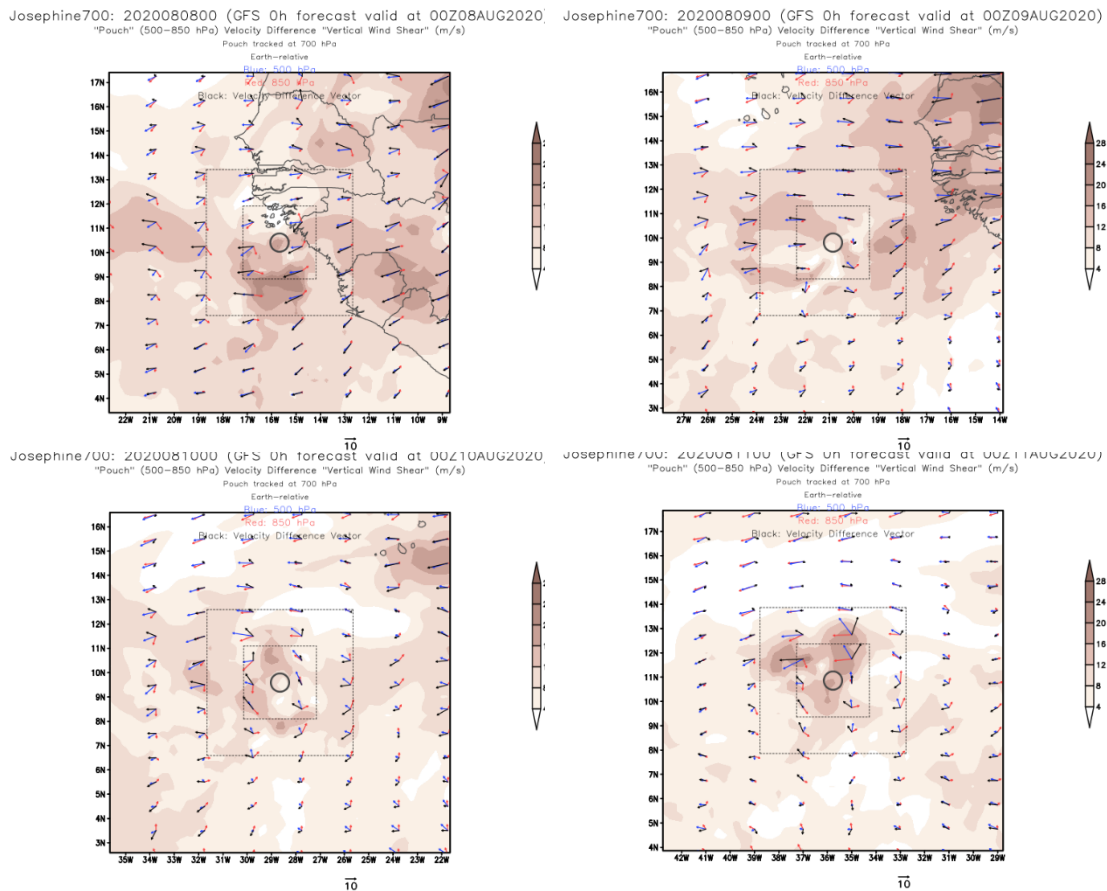 Josephine700: 2020080800 (GFS 0h forecast valid at 00Z08AUG2020)
"Pouch" (500-850 hPa) Velocity Difference "Vertical Wind Shear" (m/s)
Pouch tracked at 700 hPa
Earth-relative
Blue: 500 hPa
Red: 850 hPa
Black: Velocity Difference Vector
17N
16N
15N
14N
13N
12N
11N
10N
9N
8N
7N
6N
5N
4N
22W 21W 20W 19W 18W 17W 16W 15W 14W 13W 12W 11W 10W 9W
10
2
2
1
1
8
4
Josephine700: 2020080900 (GFS 0h forecast valid at 00Z09AUG2020)
"Pouch" (500-850 hPa) Velocity Difference "Vertical Wind Shear" (m/s)
Pouch tracked at 700 hPa
Earth-relative
Blue: 500 hPa
Red: 850 hPa
Black: Velocity Difference Vector
17N
16N
15N
14N
13N
12N
11N
10N
9N
8N
7N
6N
5N
4N
3N
27W 26W 25W 24W 23W 22W 21W 20W 19W 18W 17W 16W 15W 14W
10
28
24
20
16
12
8
4
Josephine700: 2020081000 (GFS 0h forecast valid at 00Z10AUG2020)
"Pouch" (500-850 hPa) Velocity Difference "Vertical Wind Shear" (m/s)
Pouch tracked at 700 hPa
Earth-relative
Blue: 500 hPa
Red: 850 hPa
Black: Velocity Difference Vector
16N
15N
14N
13N
12N
11N
10N
9N
8N
7N
6N
5N
4N
3N
35W 34W 33W 32W 31W 30W 29W 28W 27W 26W 25W 24W 23W 22W
10
Josephine700: 2020081100 (GFS 0h forecast valid at 00Z11AUG2020)
"Pouch" (500-850 hPa) Velocity Difference "Vertical Wind Shear" (m/s)
Pouch tracked at 700 hPa
Earth-relative
Blue: 500 hPa
Red: 850 hPa
Black: Velocity Difference Vector
17N
16N
15N
14N
13N
12N
11N
10N
9N
8N
7N
6N
5N
4N
42W 41W 40W 39W 38W 37W 36W 35W 34W 33W 32W 31W 30W 29W
10
28
24
20
16
12
8
4